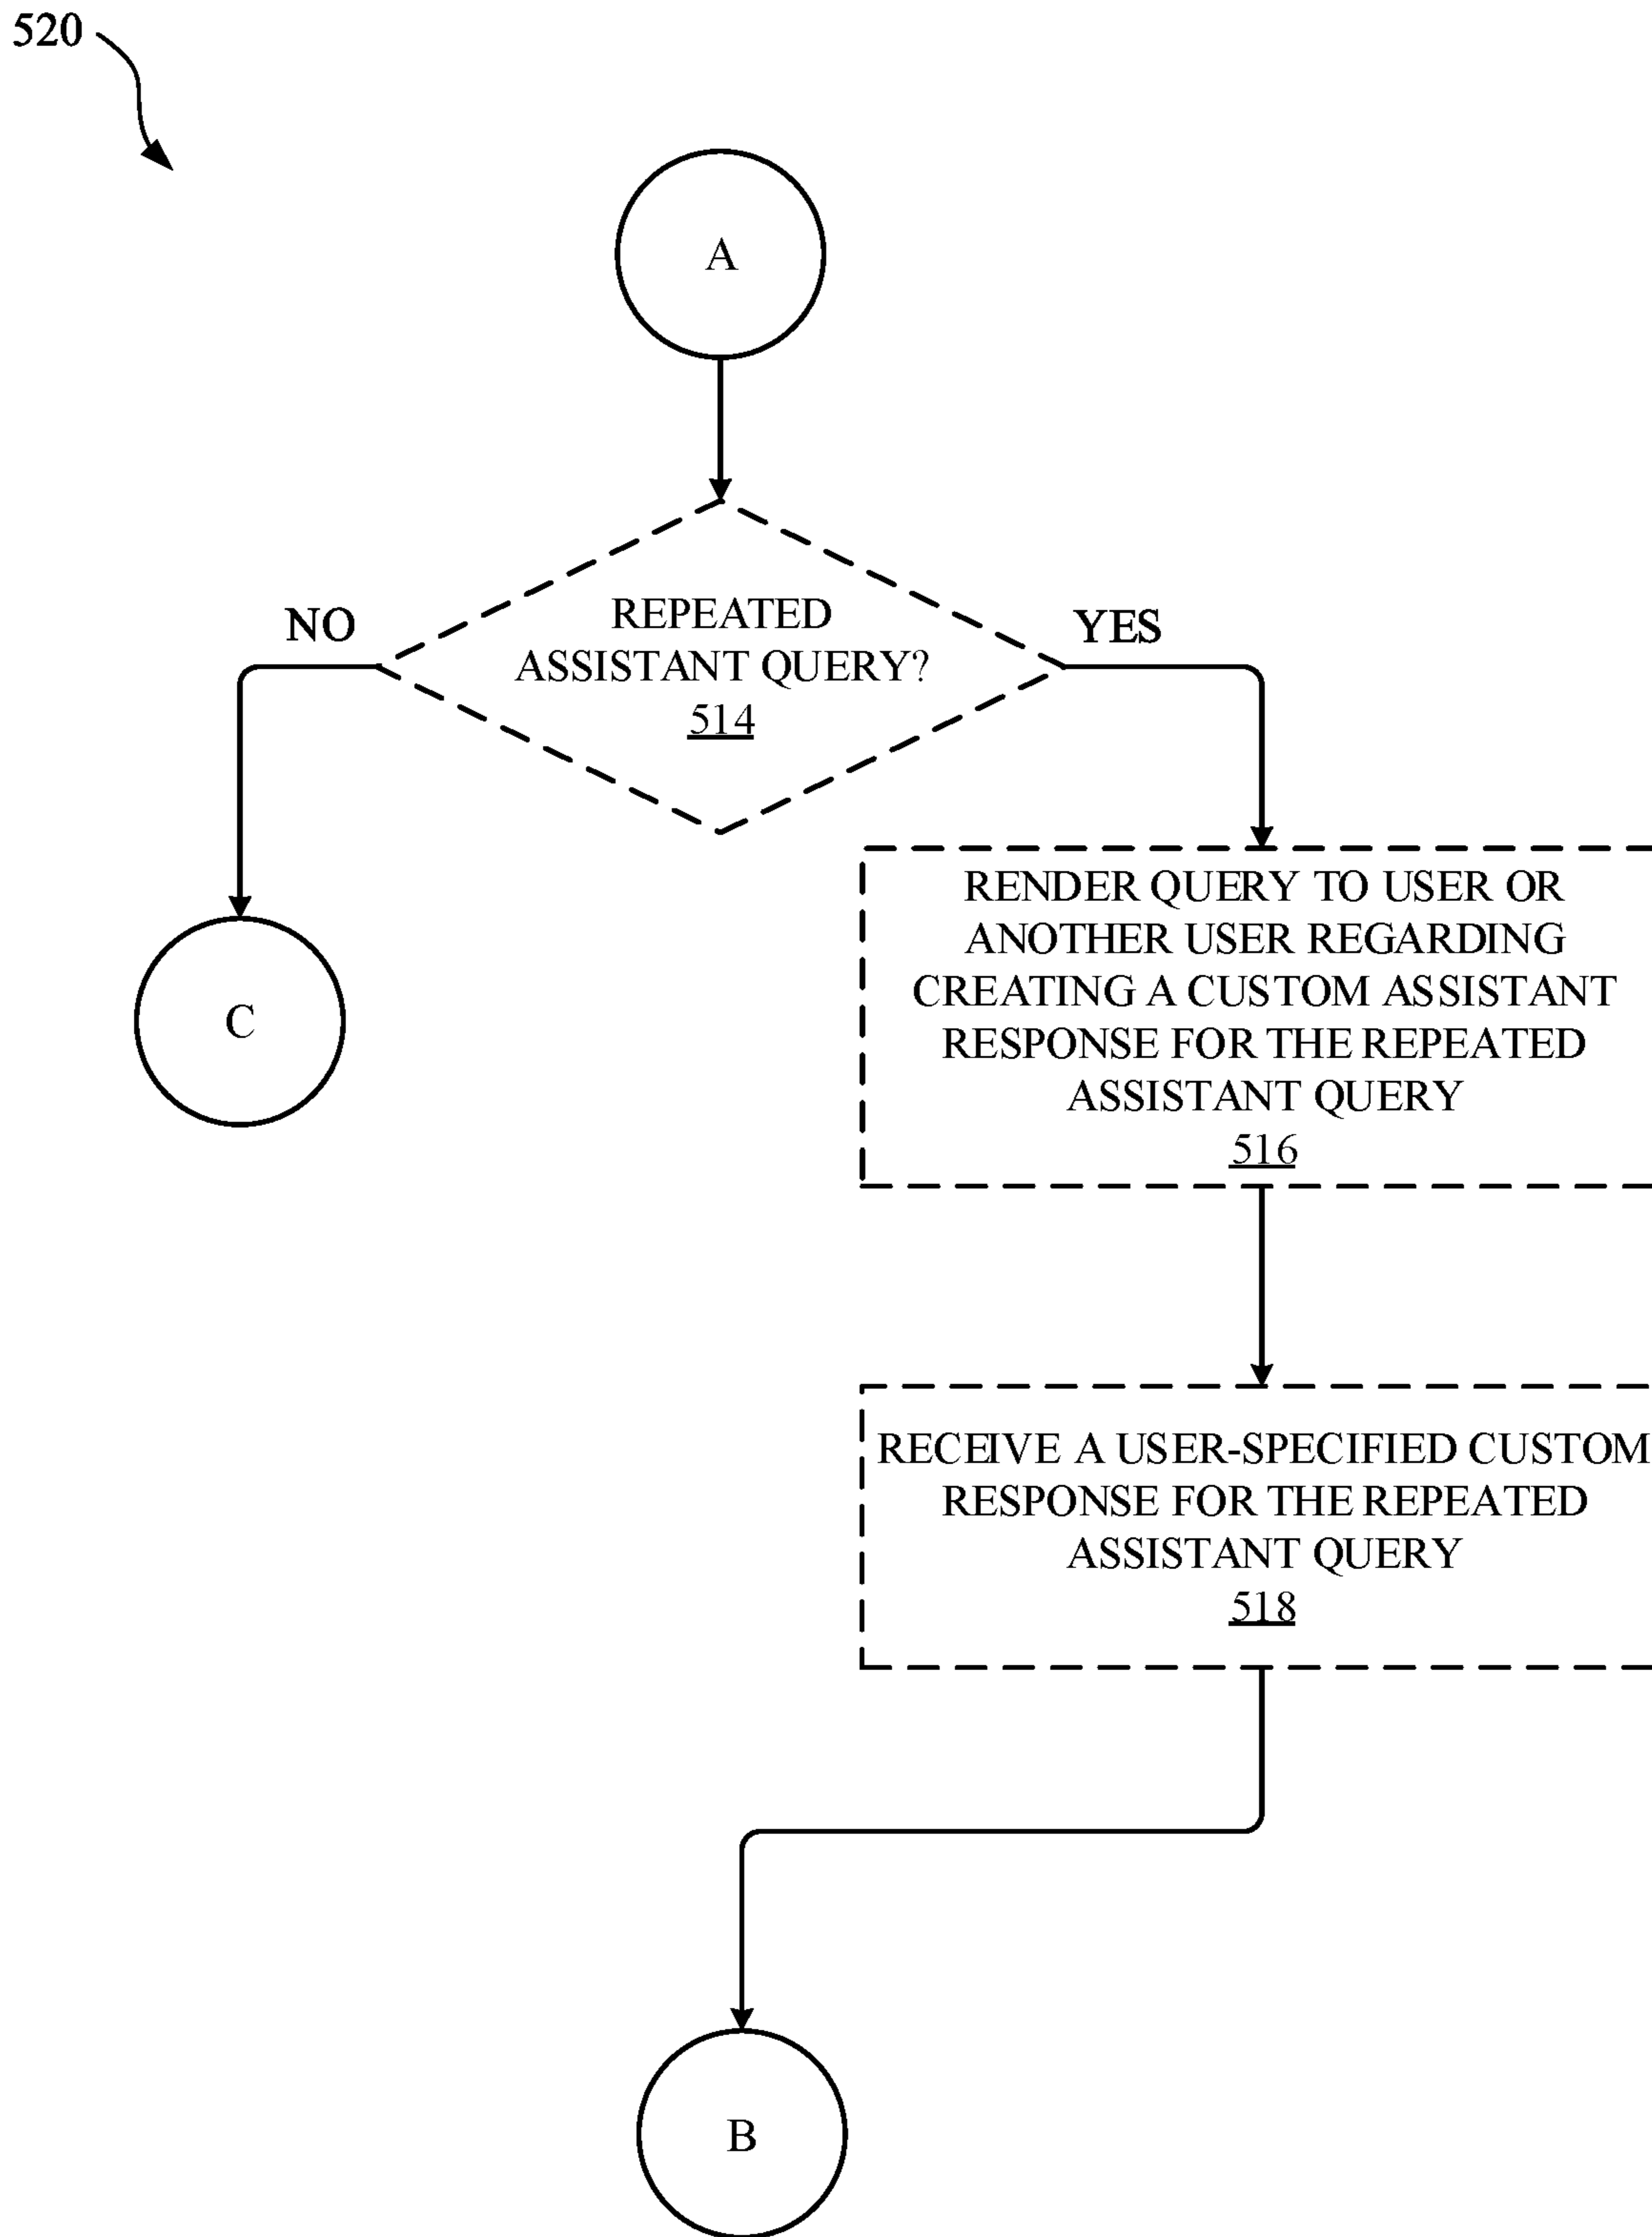 520
A
REPEATED
ASSISTANT QUERY?
514
NO
YES
RENDER QUERY TO USER OR
ANOTHER USER REGARDING
CREATING A CUSTOM ASSISTANT
RESPONSE FOR THE REPEATED
ASSISTANT QUERY
516
C
RECEIVE A USER-SPECIFIED CUSTOM
RESPONSE FOR THE REPEATED
ASSISTANT QUERY
518
B